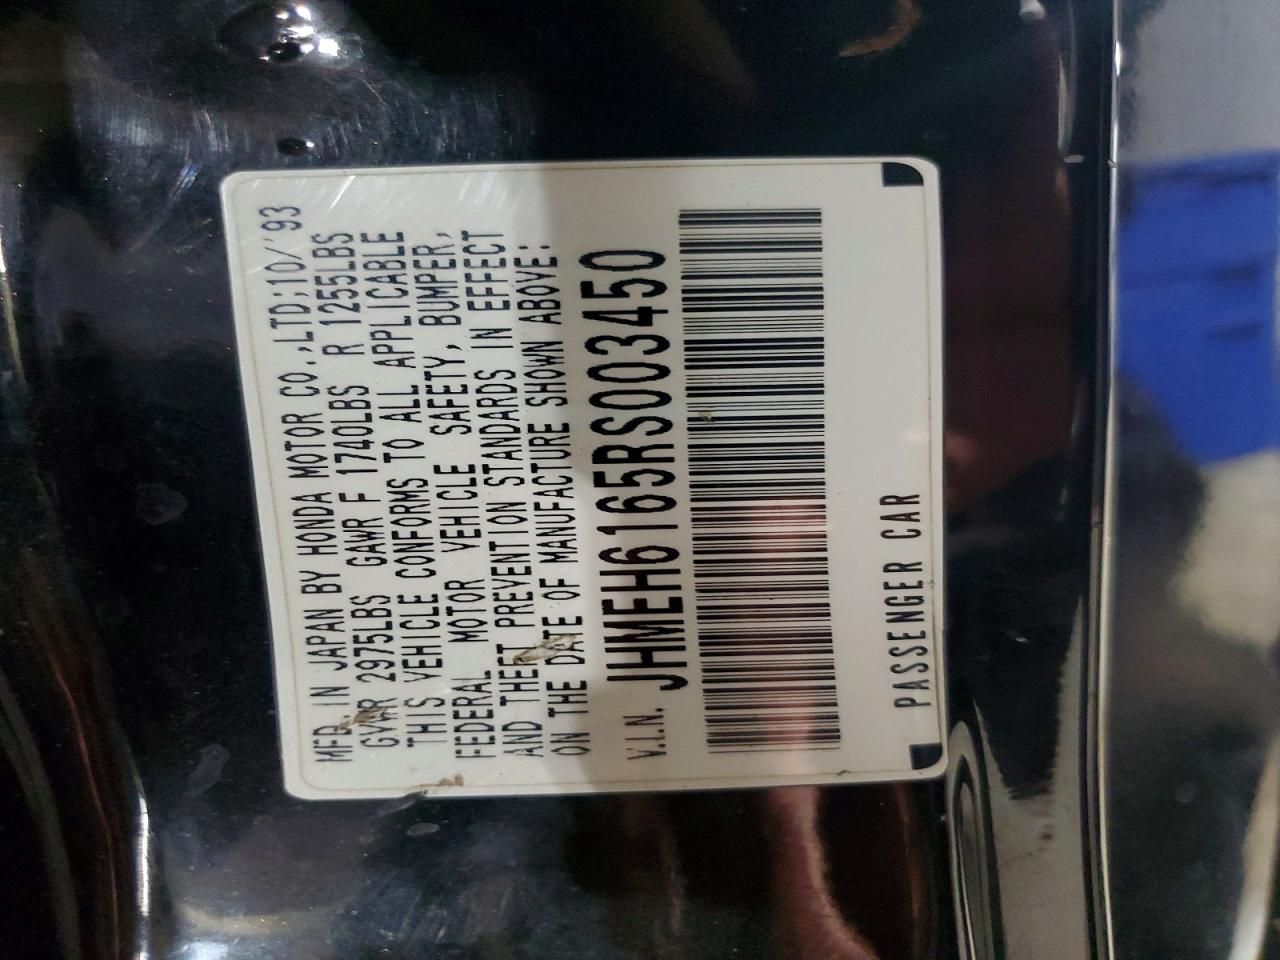 MFD. IN JAPAN BY HONDA MOTOR CO.,LTD;10/'93
GVWR 2975LBS GAWR F 1740LBS R 1255LBS
THIS VEHICLE CONFORMS TO ALL APPLICABLE
FEDERAL MOTOR VEHICLE SAFETY, BUMPER,
AND THEFT PREVENTION STANDARDS IN EFFECT
ON THE DATE OF MANUFACTURE SHOWN ABOVE:
V.I.N. JHMEH6165RS003450
PASSENGER CAR